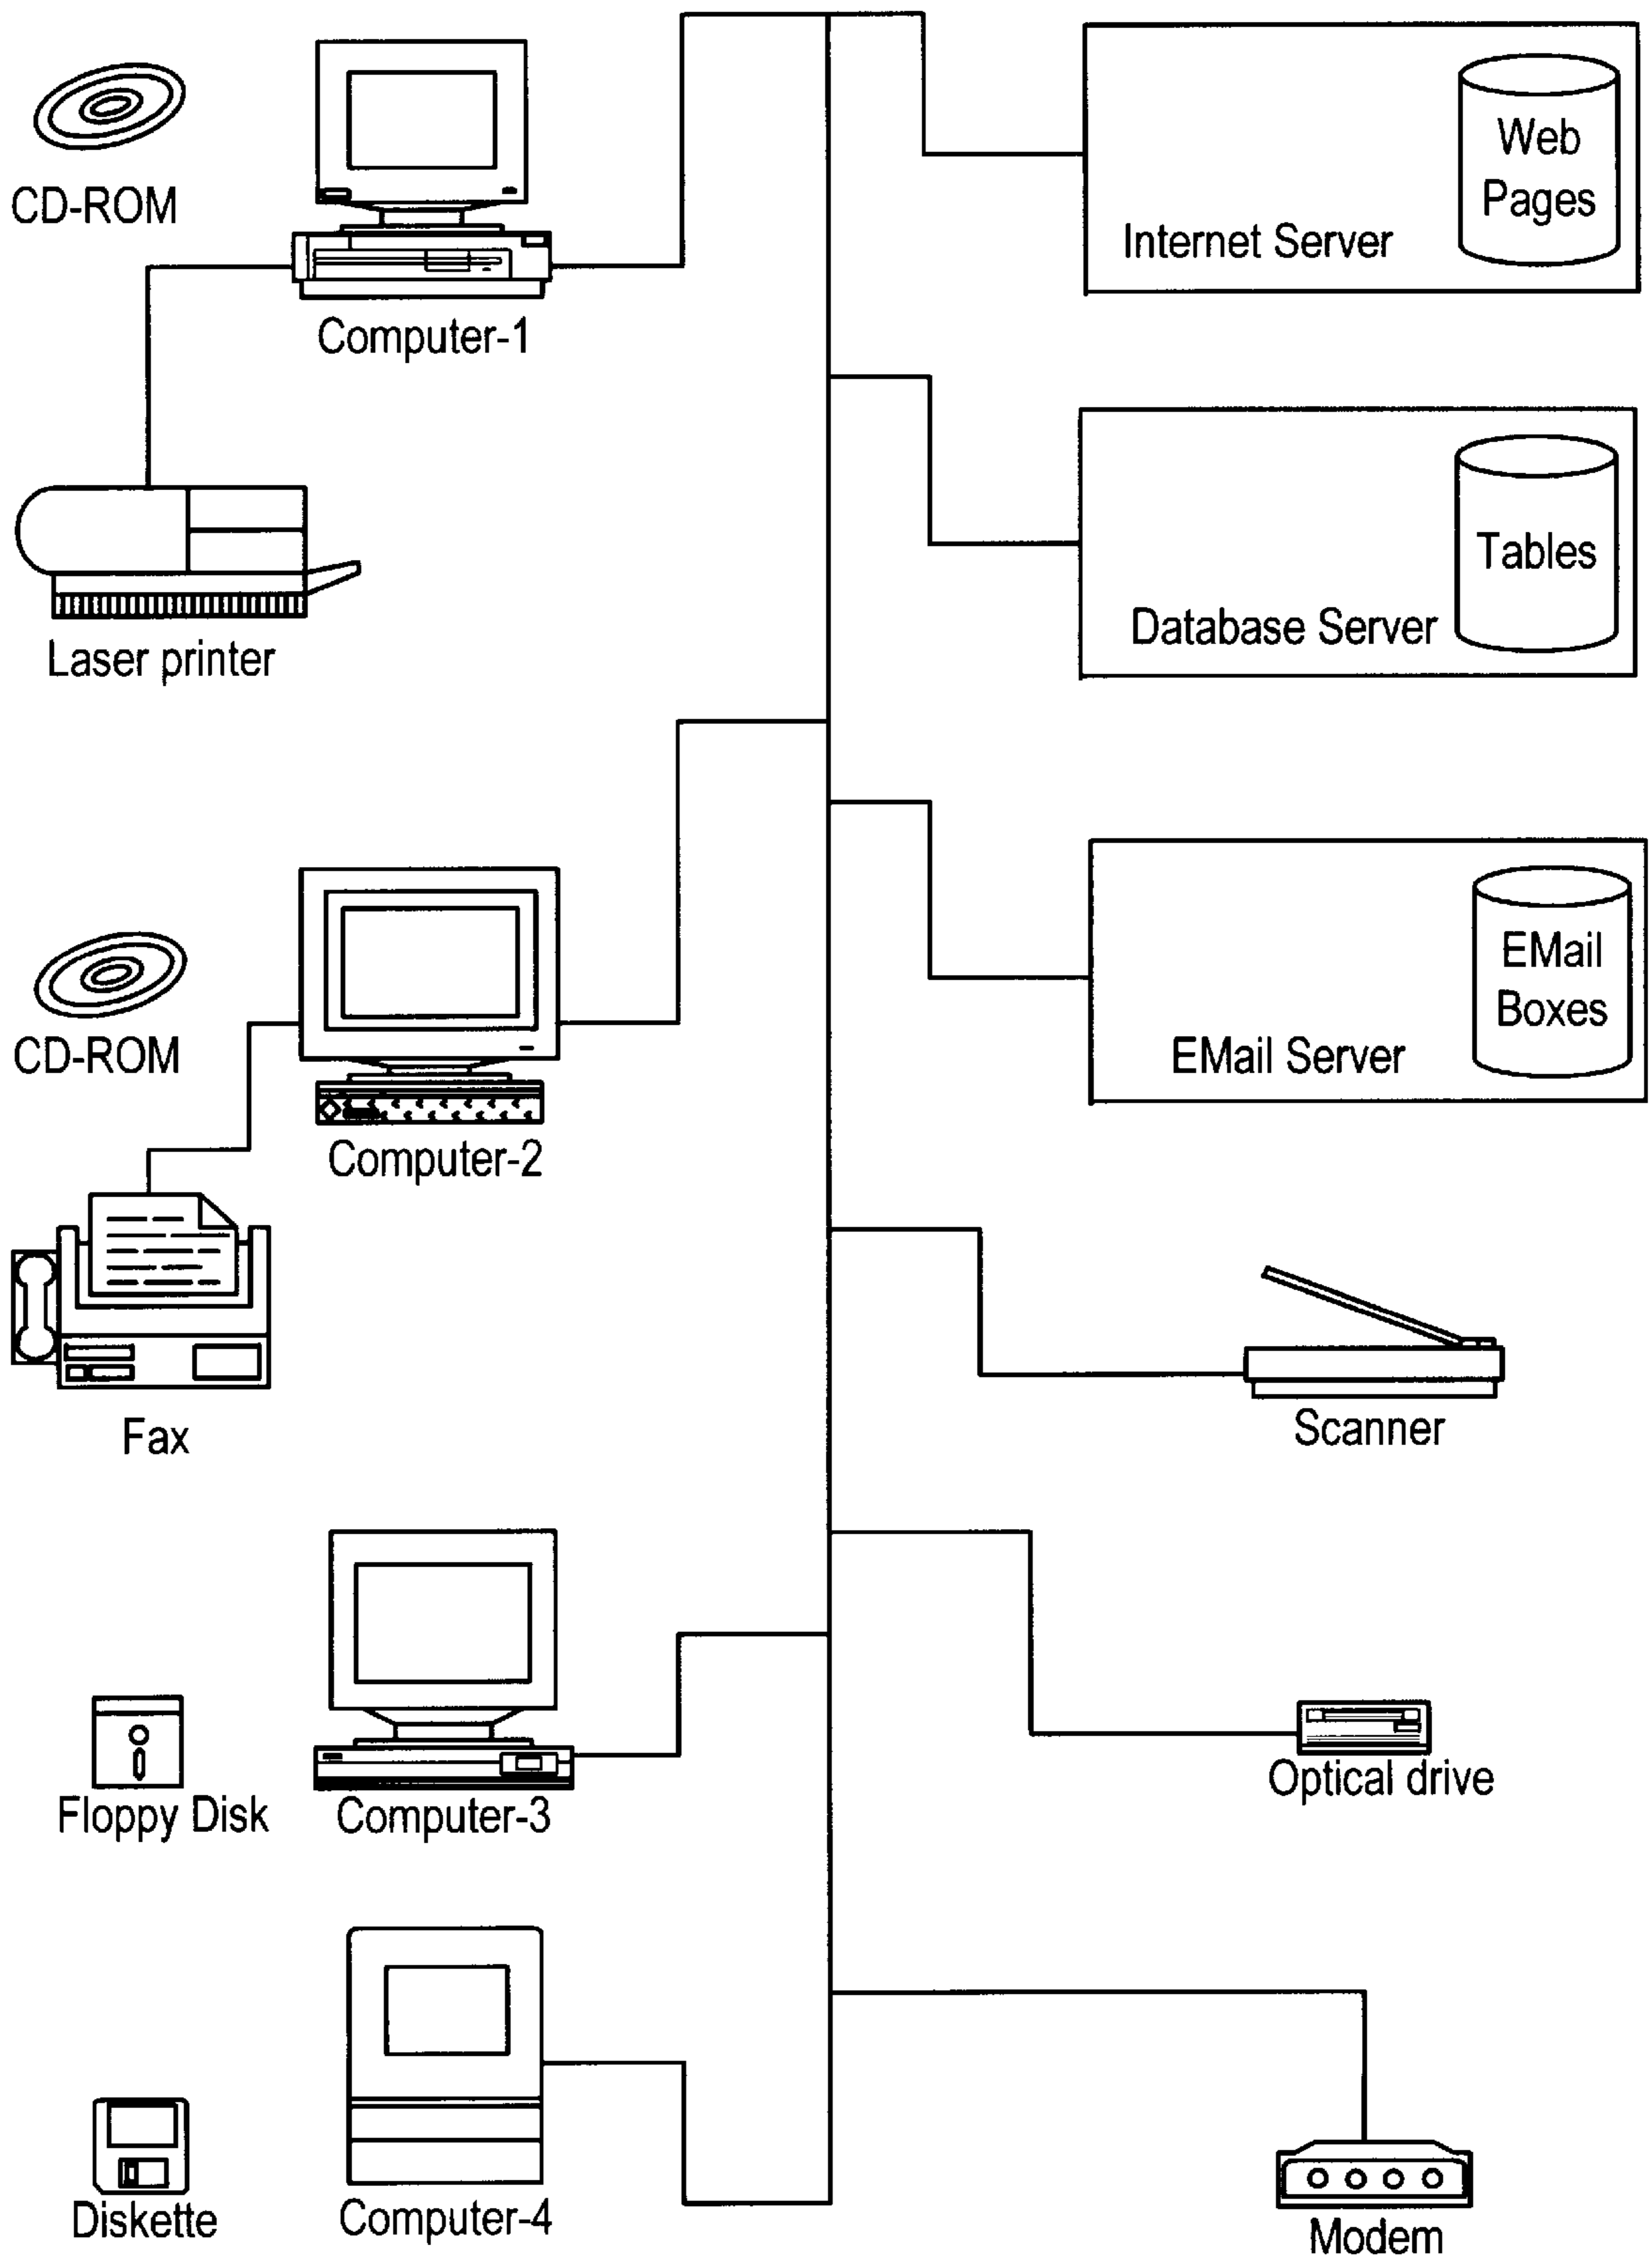 CD-ROM
Computer-1
Web
Pages
Internet Server
Laser printer
Tables
Database Server
CD-ROM
Computer-2
EMail
Boxes
EMail Server
Fax
Scanner
Floppy Disk
Computer-3
Optical drive
Diskette
Computer-4
Modem